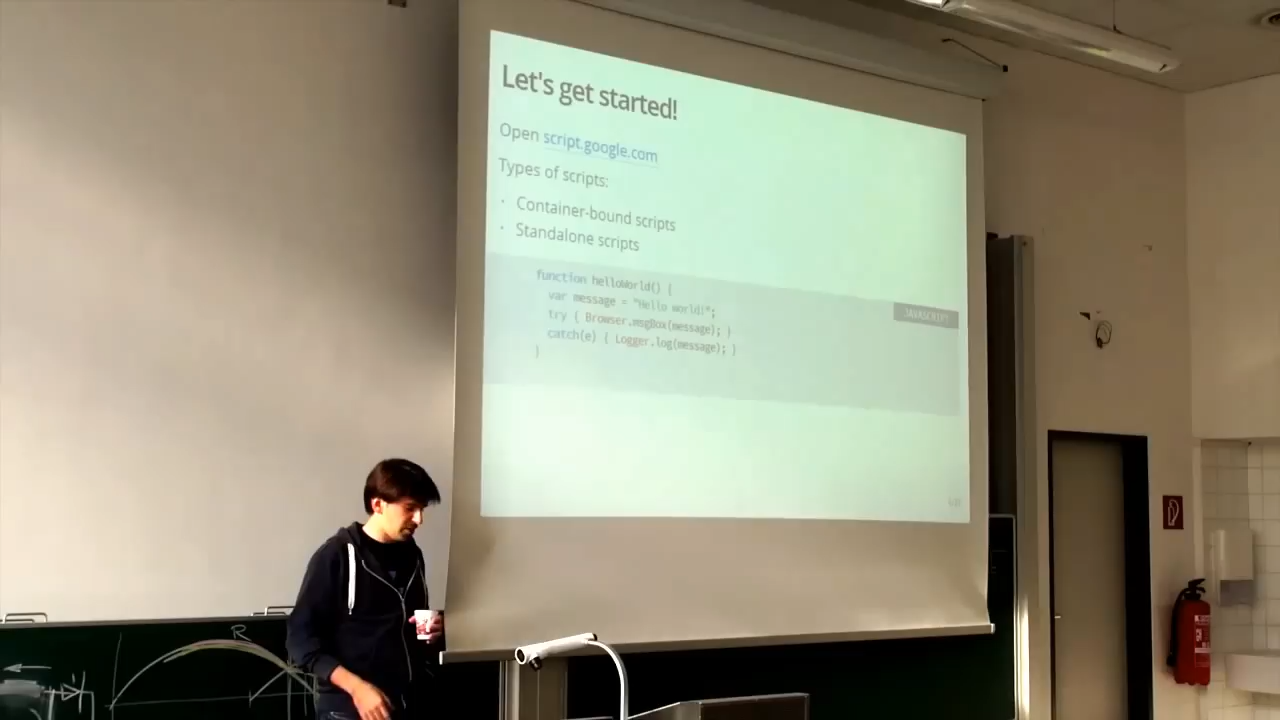 Let's get started!
Open script.google.com
Types of scripts:
· Container-bound scripts
· Standalone scripts
function helloWorld() {
var message = "Hello world!";
try { Browser.msgBox(message); }
catch(e) { Logger.log(message); }
}
JAVASCRIPT
R